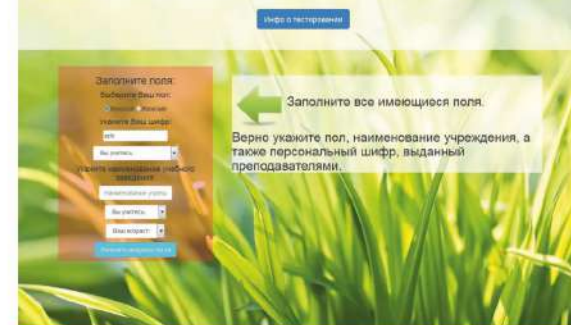 Инфо о тестировании
Заполните поля:
Выберите Ваш пол:
Мужской Женский
Укажите Ваш шифр:
Вы учитесь:
Укажите наименование учебного
заведения:
Наименование учреж
Вы учитесь:
Ваш возраст:
Заполните все имеющиеся поля.
Верно укажите пол, наименование учреждения, а
также персональный шифр, выданный
преподавателями.